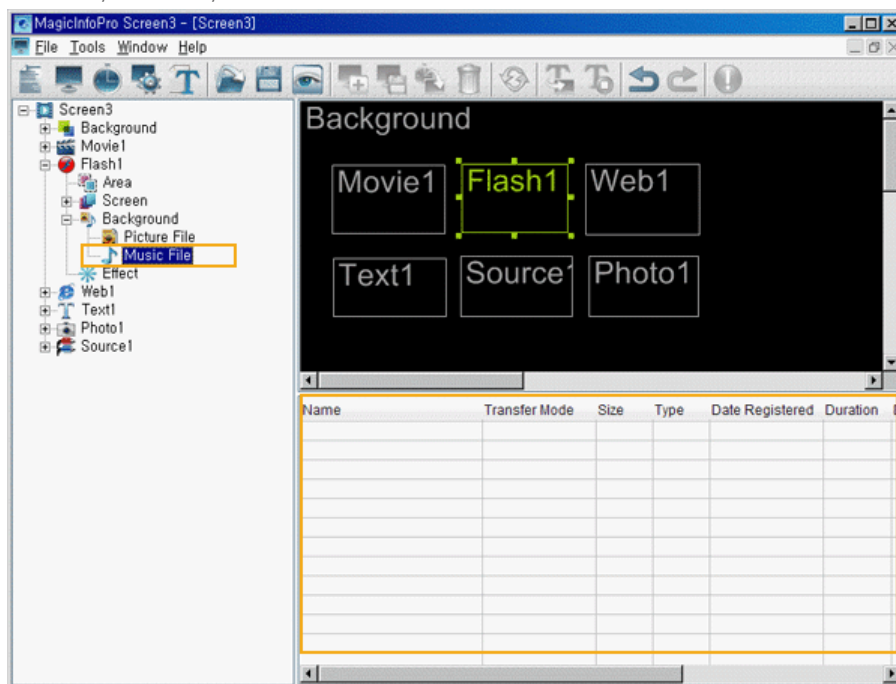 MagicInfoPro Screen3 - [Screen3]
File Tools Window Help
Screen3
Background
Movie1
Flash1
Area
Screen
Background
Picture File
Music File
Effect
Web1
Text1
Photo1
Source1
Background
Movie1 Flash1 Web1
Text1 Source1 Photo1
Name Transfer Mode Size Type Date Registered Duration